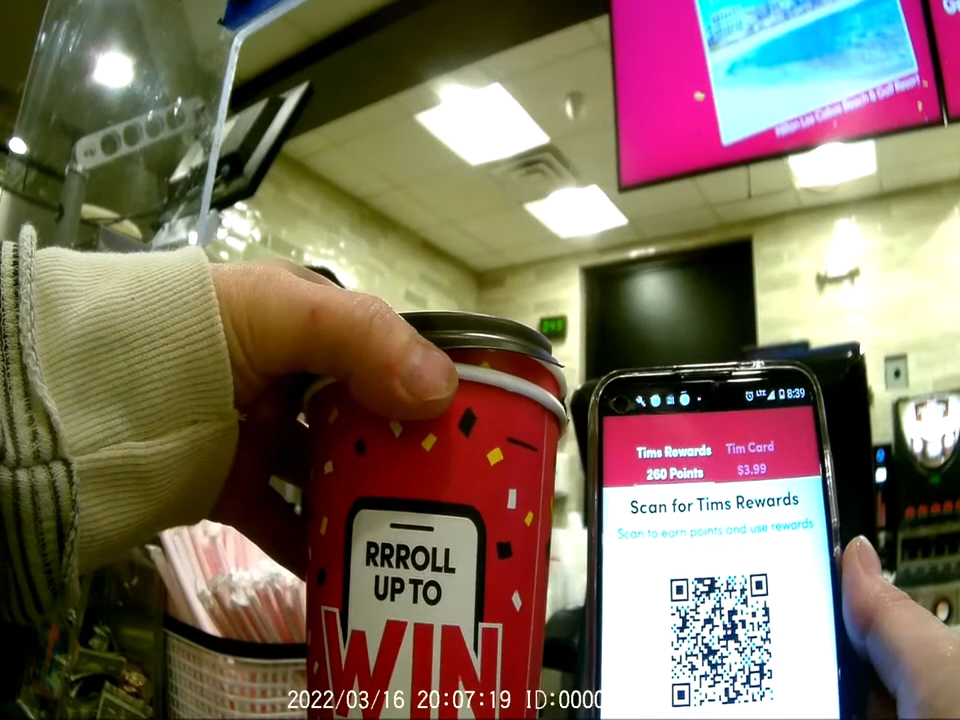 Hilton Los Cabos Beach & Golf Resort
8:39
LTE
Tims Rewards
Tim Card
260 Points
$3.99
Scan for Tims Rewards
Scan to earn points and use rewards
RRROLL
UP TO
WIN
2022/03/16 20:07:19 ID:0000